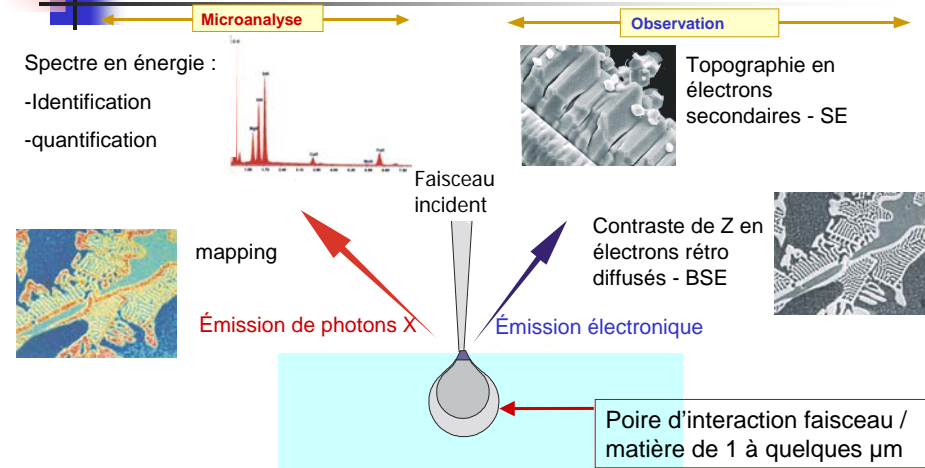 Microanalyse
Observation
Spectre en énergie :
-Identification
-quantification
Topographie en
électrons
secondaires - SE
Faisceau
incident
mapping
Contraste de Z en
électrons rétro
diffusés - BSE
Émission de photons X
Émission électronique
Poire d'interaction faisceau /
matière de 1 à quelques µm